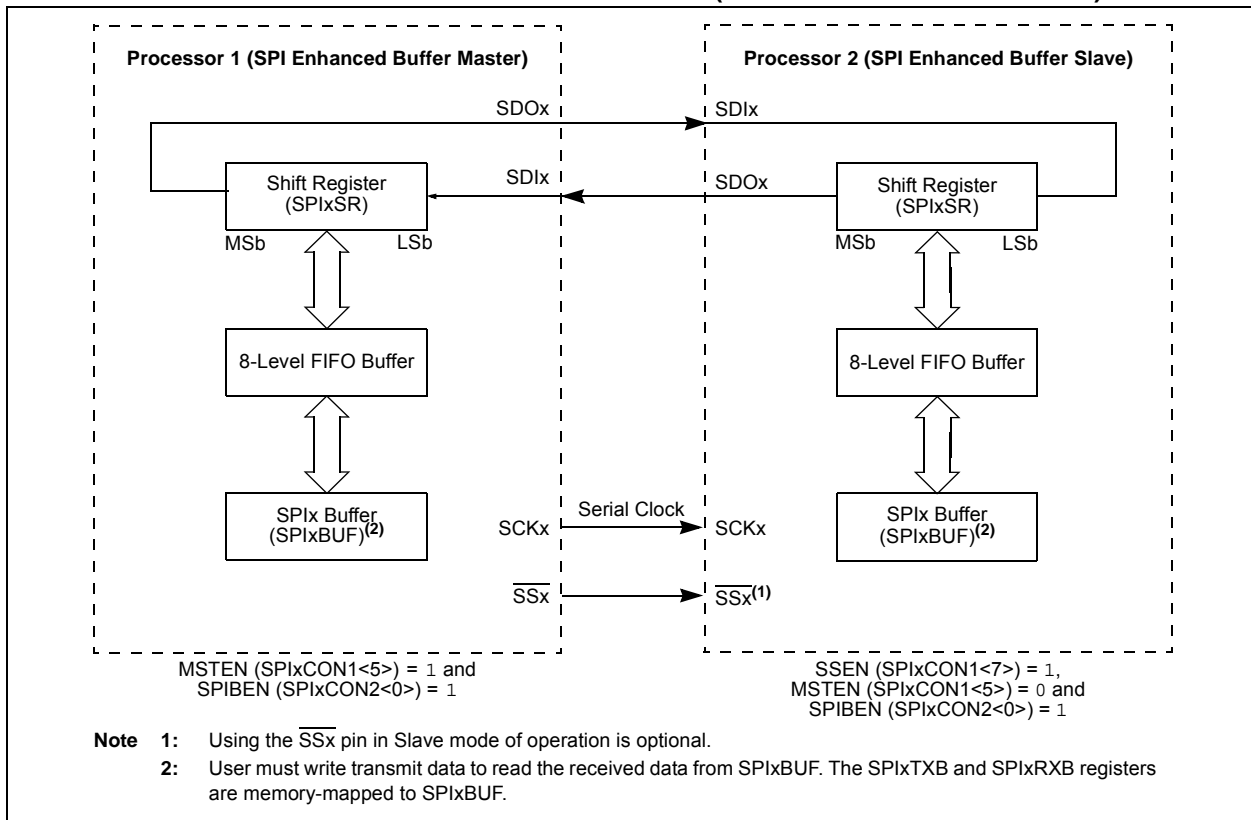 Processor 1 (SPI Enhanced Buffer Master)
Processor 2 (SPI Enhanced Buffer Slave)
SDOx
SDIx
Shift Register
(SPIxSR)
SDIx
SDOx
Shift Register
(SPIxSR)
MSb
LSb
MSb
LSb
8-Level FIFO Buffer
8-Level FIFO Buffer
SPIx Buffer
(SPIxBUF)(2)
Serial Clock
SCKx
SCKx
SPIx Buffer
(SPIxBUF)(2)
SSx
SSx(1)
MSTEN (SPIxCON1<5>) = 1 and
SPIBEN (SPIxCON2<0>) = 1
SSEN (SPIxCON1<7>) = 1,
MSTEN (SPIxCON1<5>) = 0 and
SPIBEN (SPIxCON2<0>) = 1
Note 1: Using the SSx pin in Slave mode of operation is optional.
2: User must write transmit data to read the received data from SPIxBUF. The SPIxTXB and SPIxRXB registers
are memory-mapped to SPIxBUF.